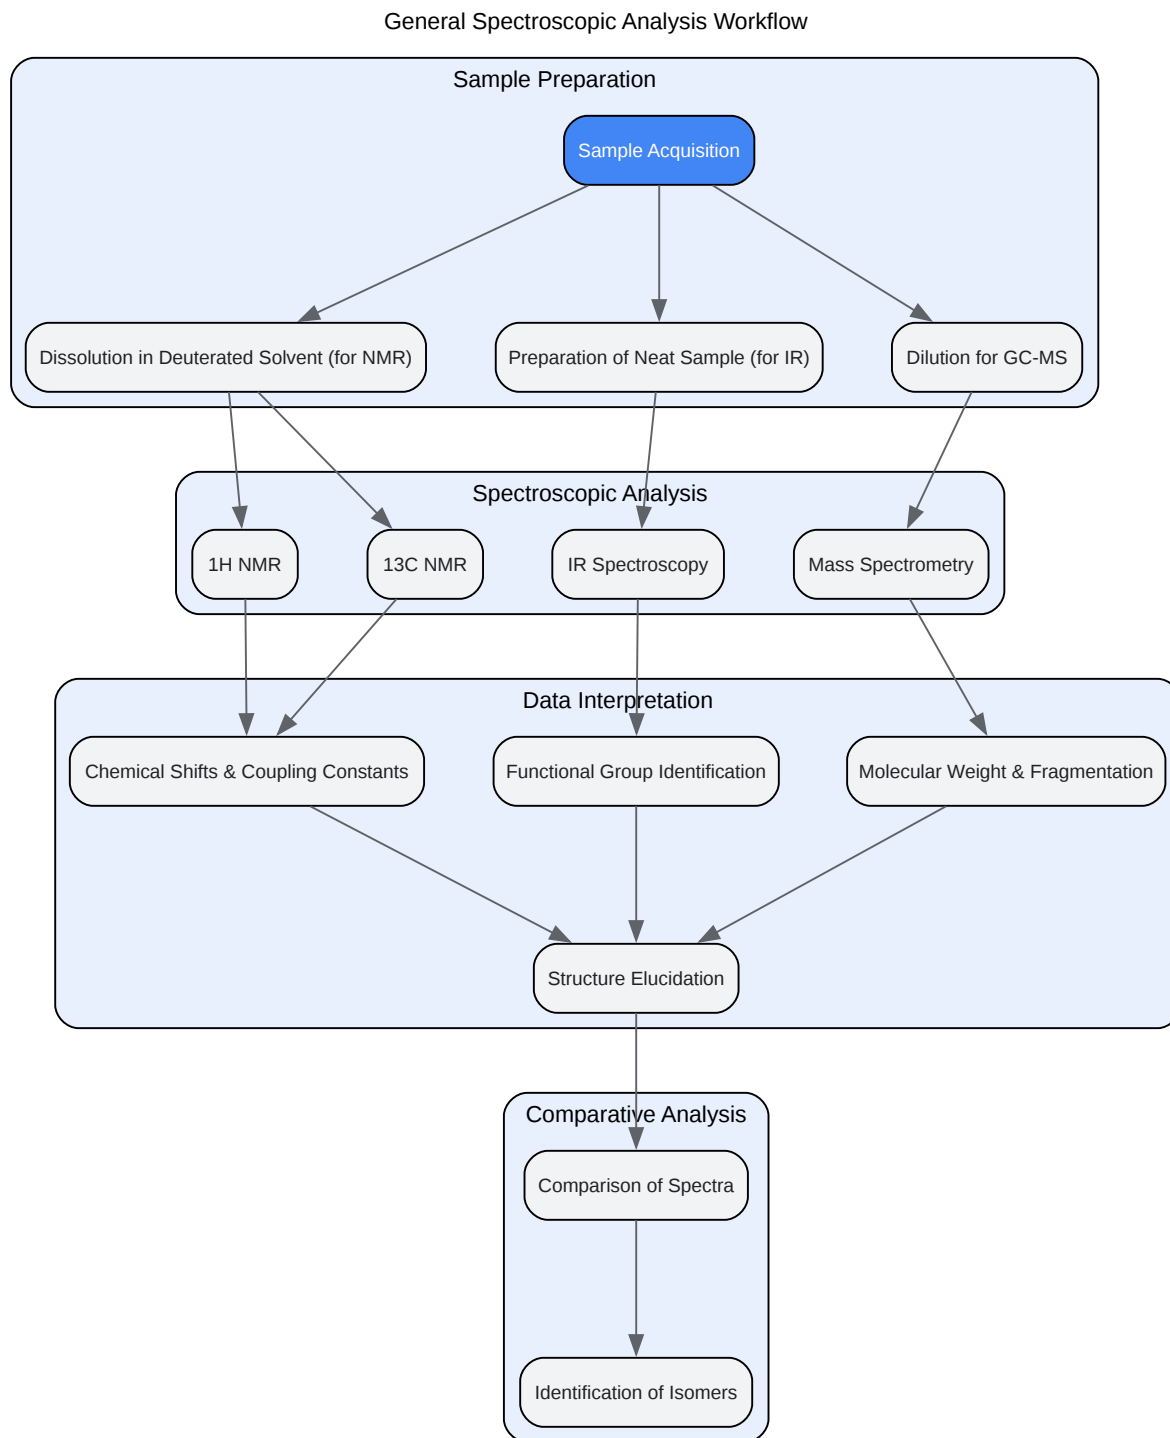 General Spectroscopic Analysis Workflow
Sample Preparation
Sample Acquisition
Dissolution in Deuterated Solvent (for NMR)
Preparation of Neat Sample (for IR)
Dilution for GC-MS
Spectroscopic Analysis
1H NMR
13C NMR
IR Spectroscopy
Mass Spectrometry
Data Interpretation
Chemical Shifts & Coupling Constants
Functional Group Identification
Molecular Weight & Fragmentation
Structure Elucidation
Comparative Analysis
Comparison of Spectra
Identification of Isomers